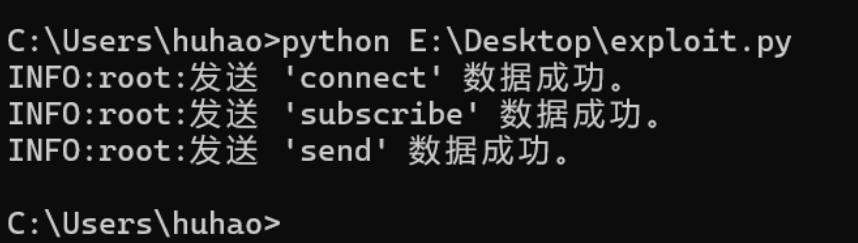 C:\Users\huhao>python E:\Desktop\exploit.py
INFO:root:发送 'connect' 数据成功。
INFO:root:发送 'subscribe' 数据成功。
INFO:root:发送 'send' 数据成功。
C:\Users\huhao>